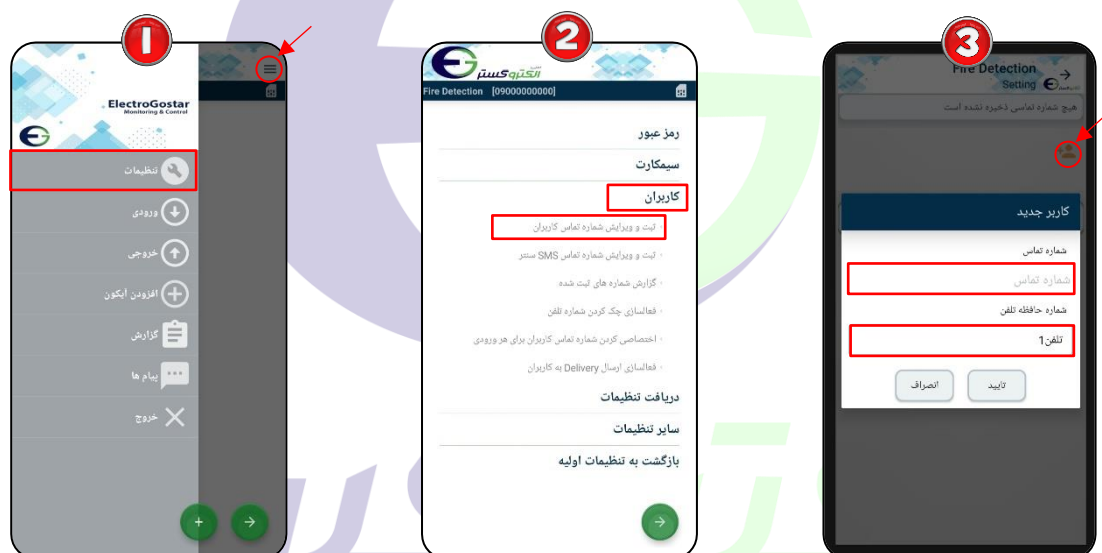 1
ElectroGostar
Monitoring & Control
تنظیمات
ورودی
خروجی
افزودن آیکون
گزارش
پیام ها
خروج
2
الکتروگستر
Fire Detection [09000000000]
رمز عبور
سیمکارت
کاربران
ثبت و ویرایش شماره تماس کاربران
ثبت و ویرایش شماره تماس SMS سنتر
گزارش شماره های ثبت شده
فعالسازی چک کردن شماره تلفن
اختصاصی کردن شماره تماس کاربران برای هر ورودی
فعالسازی ارسال Delivery به کاربران
دریافت تنظیمات
سایر تنظیمات
بازگشت به تنظیمات اولیه
3
Fire Detection
Setting
هیچ شماره تماسی ذخیره نشده است
کاربر جدید
شماره تماس
شماره تماس
شماره حافظه تلفن
تلفن1
تایید
انصراف